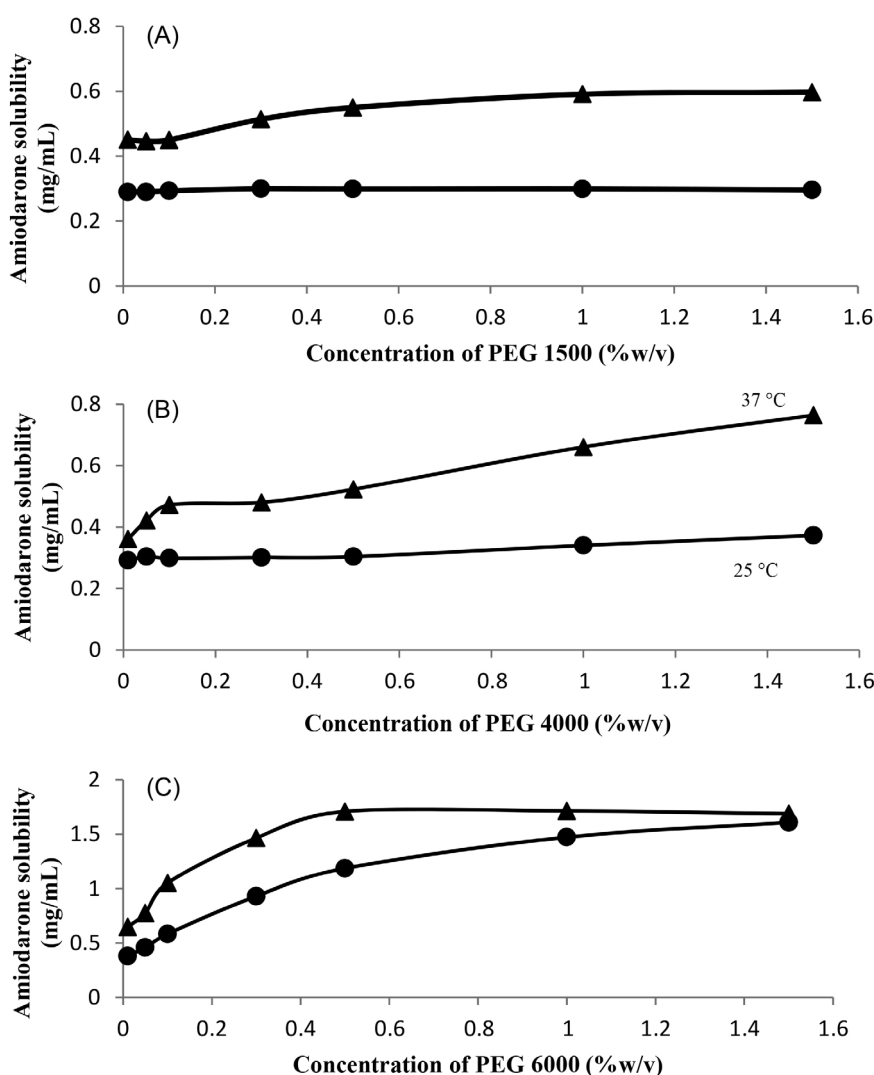 (A)
Amiodarone solubility
(mg/mL)
0.8
0.6
0.4
0.2
0
0 0.2 0.4 0.6 0.8 1 1.2 1.4 1.6
Concentration of PEG 1500 (%w/v)
(B)
Amiodarone solubility
(mg/mL)
0.8
0.6
0.4
0.2
0
37 °C
25 °C
0 0.2 0.4 0.6 0.8 1 1.2 1.4 1.6
Concentration of PEG 4000 (%w/v)
(C)
Amiodarone solubility
(mg/mL)
2
1.5
1
0.5
0
0 0.2 0.4 0.6 0.8 1 1.2 1.4 1.6
Concentration of PEG 6000 (%w/v)